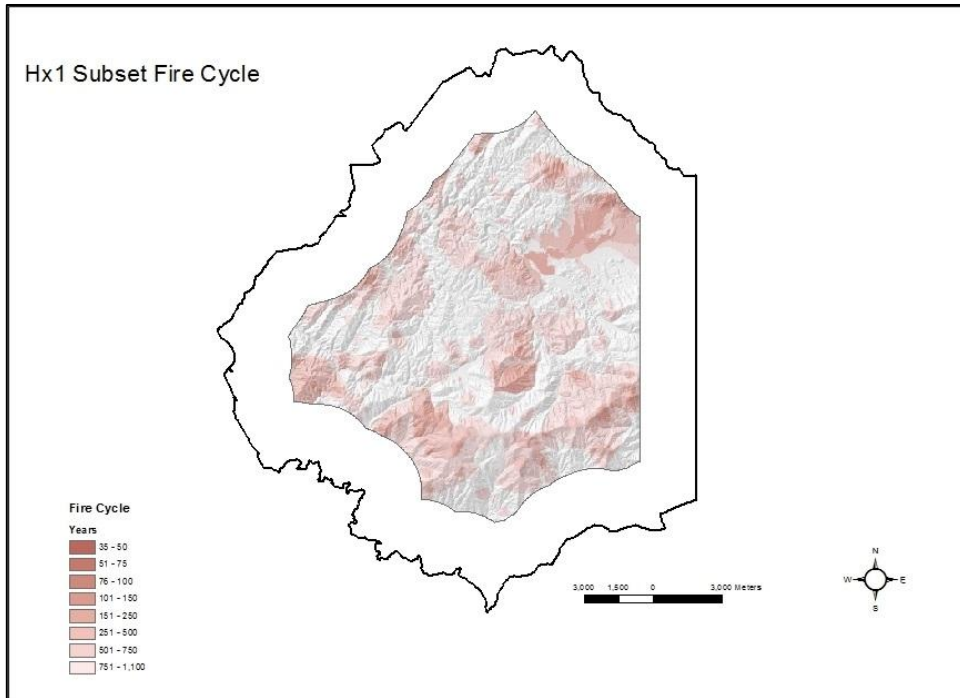 Hx1 Subset Fire Cycle
Fire Cycle
Years
35 - 50
51 - 75
76 - 100
101 - 150
151 - 250
251 - 500
501 - 750
751 - 1,100
3,000 1,500 0 3,000 Meters
N
W E
S